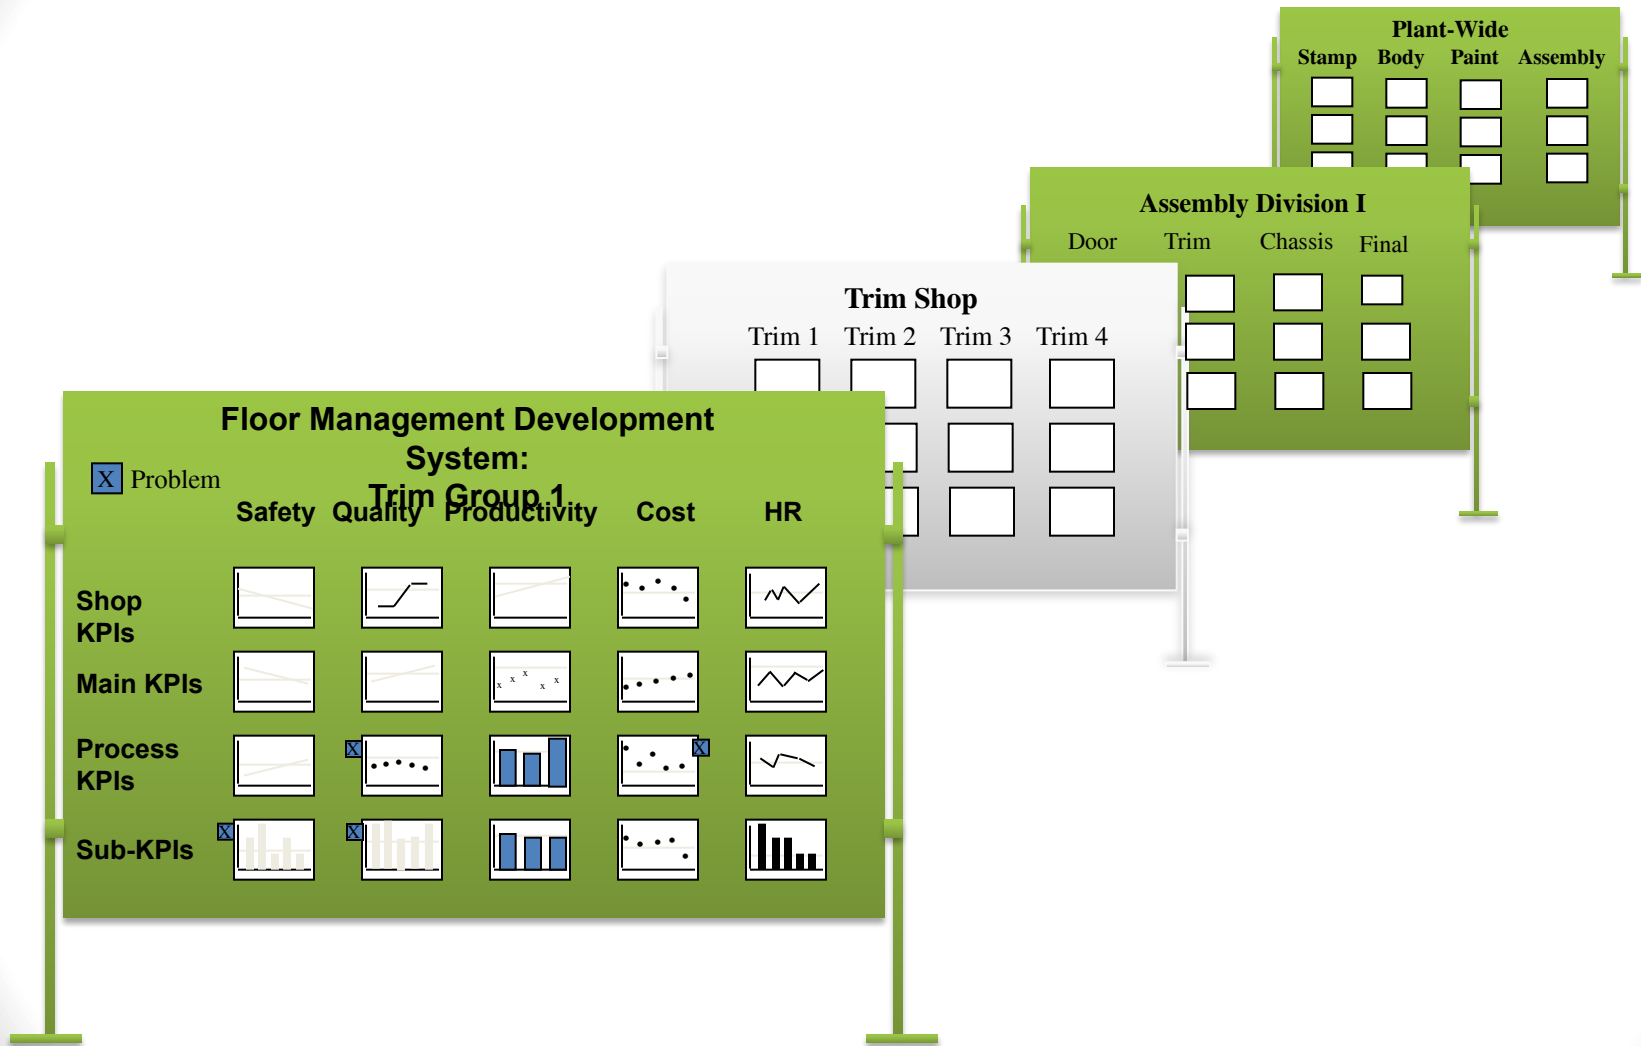 Plant-Wide
Stamp Body Paint Assembly
Assembly Division I
Door Trim Chassis Final
Trim Shop
Trim 1 Trim 2 Trim 3 Trim 4
Floor Management Development
System:
Trim Group 1
X Problem
Safety Quality Productivity Cost HR
Shop
KPIs
Main KPIs
x x x x x
Process
KPIs
X X
Sub-KPIs
X X